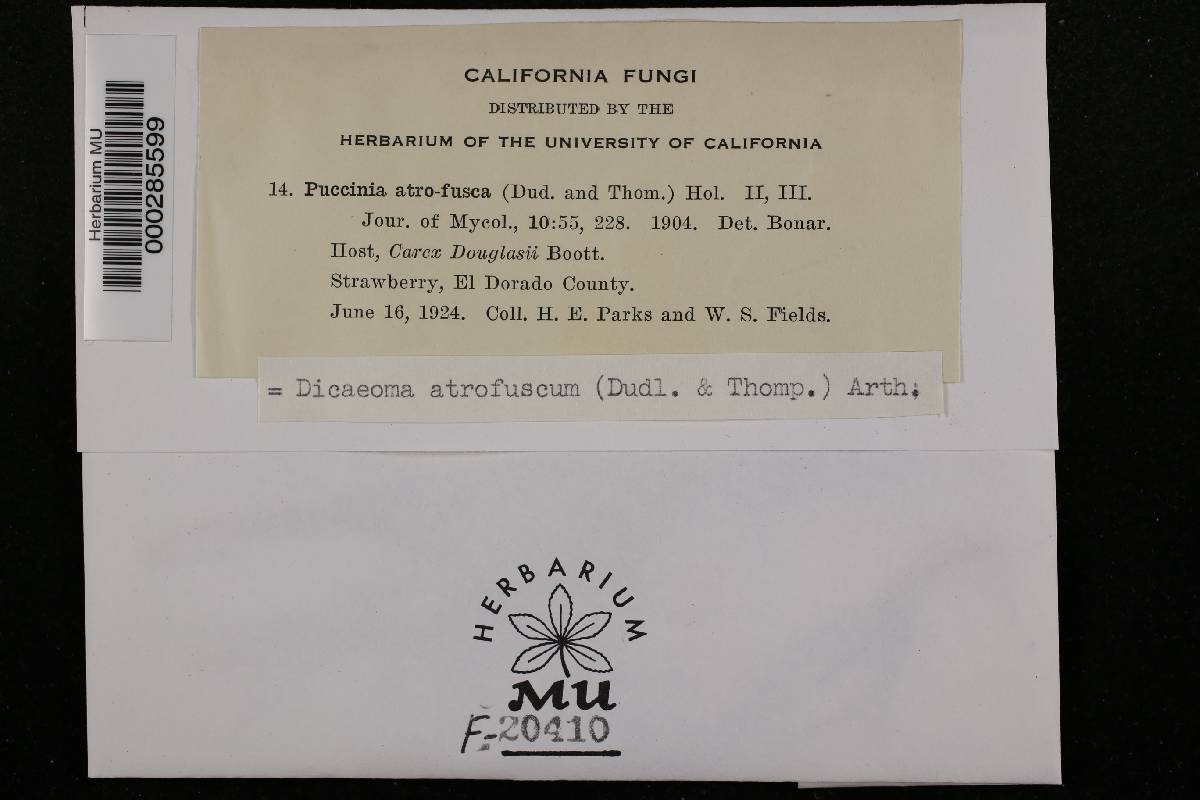 Herbarium MU
000285599
CALIFORNIA FUNGI
DISTRIBUTED BY THE
HERBARIUM OF THE UNIVERSITY OF CALIFORNIA
14. Puccinia atro-fusca (Dud. and Thom.) Hol. II, III.
Jour. of Mycol., 10:55, 228. 1904. Det. Bonar.
Host, Carex Douglasii Boott.
Strawberry, El Dorado County.
June 16, 1924. Coll. H. E. Parks and W. S. Fields.
= Dicaeoma atrofuscum (Dudl. & Thomp.) Arth.
HERBARIUM
MU
F-20410